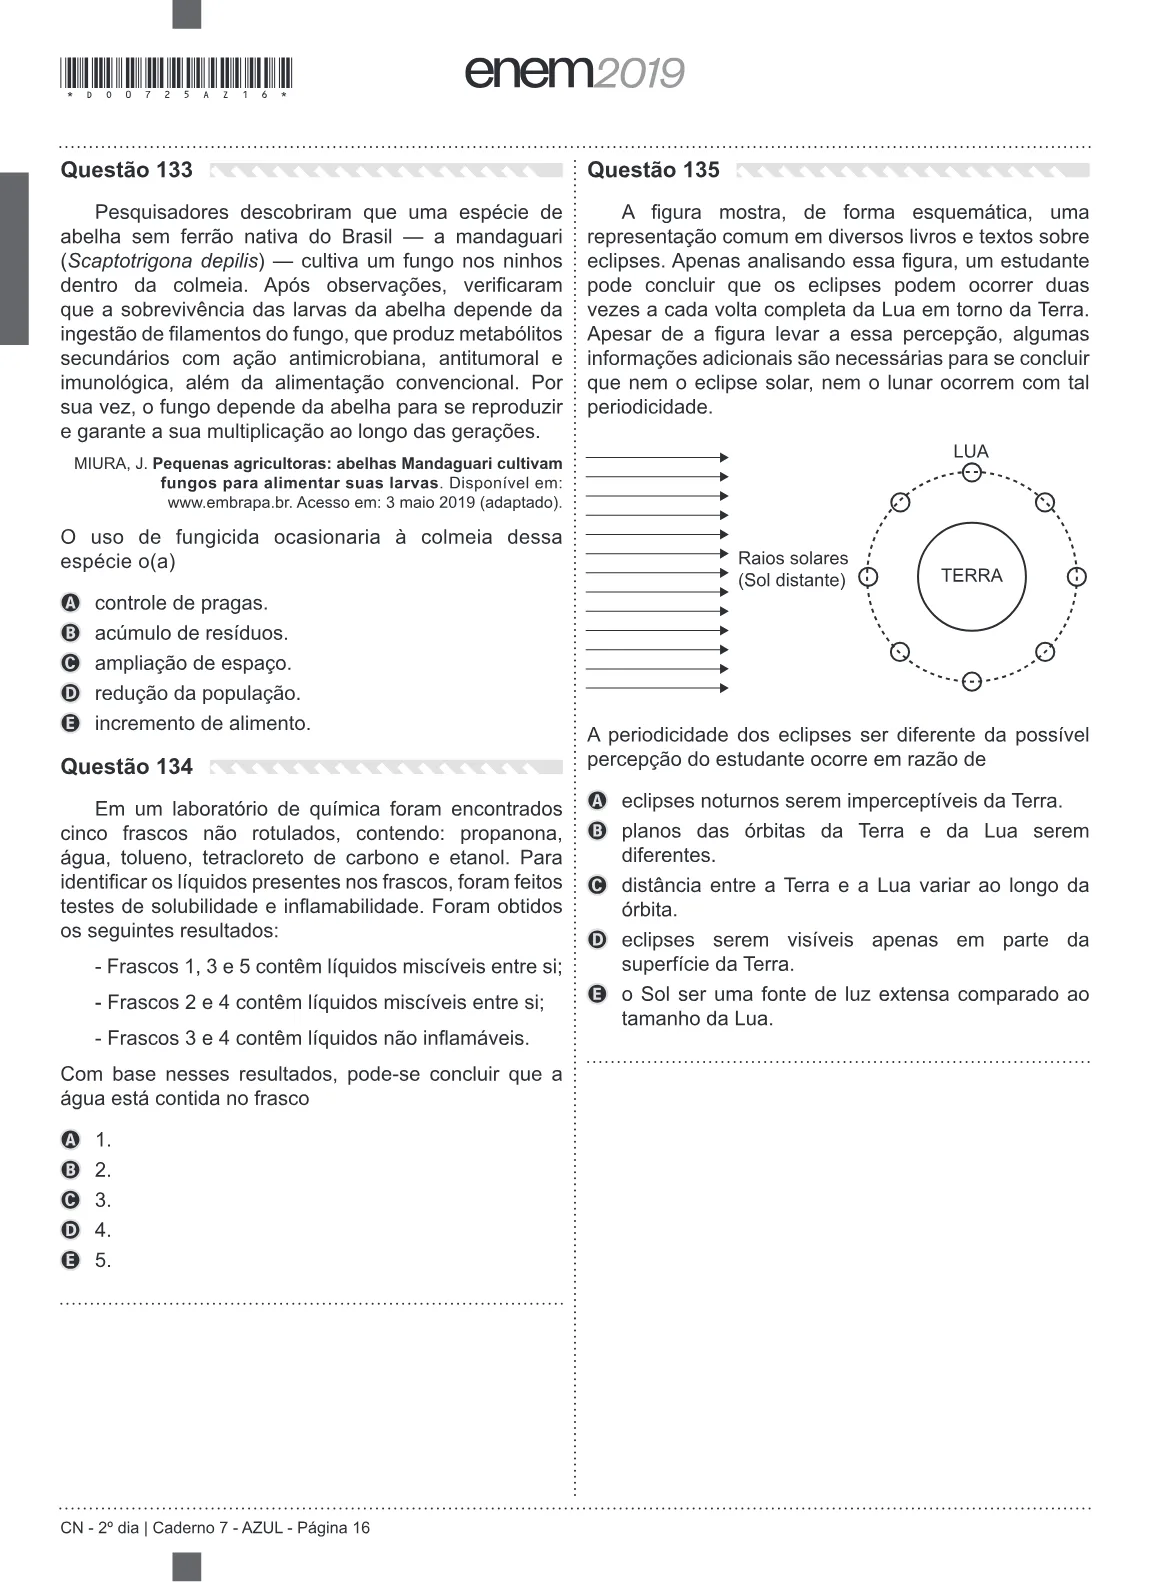 *D0072‌5AZ16*
enem2019
Questão 133
Pesquisadores descobriram que uma espécie de
abelha sem ferrão nativa do Brasil — a mandaguari
(Scaptotrigona depilis) — cultiva um fungo nos ninhos
dentro da colmeia. Após observações, verificaram
que a sobrevivência das larvas da abelha depende da
ingestão de filamentos do fungo, que produz metabólitos
secundários com ação antimicrobiana, antitumoral e
imunológica, além da alimentação convencional. Por
sua vez, o fungo depende da abelha para se reproduzir
e garante a sua multiplicação ao longo das gerações.
MIURA, J. Pequenas agricultoras: abelhas Mandaguari cultivam
fungos para alimentar suas larvas. Disponível em:
www.embrapa.br. Acesso em: 3 maio 2019 (adaptado).
O uso de fungicida ocasionaria à colmeia dessa
espécie o(a)
A controle de pragas.
B acúmulo de resíduos.
C ampliação de espaço.
D redução da população.
E incremento de alimento.
Questão 134
Em um laboratório de química foram encontrados
cinco frascos não rotulados, contendo: propanona,
água, tolueno, tetracloreto de carbono e etanol. Para
identificar os líquidos presentes nos frascos, foram feitos
testes de solubilidade e inflamabilidade. Foram obtidos
os seguintes resultados:
- Frascos 1, 3 e 5 contêm líquidos miscíveis entre si;
- Frascos 2 e 4 contêm líquidos miscíveis entre si;
- Frascos 3 e 4 contêm líquidos não inflamáveis.
Com base nesses resultados, pode-se concluir que a
água está contida no frasco
A 1.
B 2.
C 3.
D 4.
E 5.
Questão 135
A figura mostra, de forma esquemática, uma
representação comum em diversos livros e textos sobre
eclipses. Apenas analisando essa figura, um estudante
pode concluir que os eclipses podem ocorrer duas
vezes a cada volta completa da Lua em torno da Terra.
Apesar de a figura levar a essa percepção, algumas
informações adicionais são necessárias para se concluir
que nem o eclipse solar, nem o lunar ocorrem com tal
periodicidade.
LUA
Raios solares
(Sol distante)
TERRA
A periodicidade dos eclipses ser diferente da possível
percepção do estudante ocorre em razão de
A eclipses noturnos serem imperceptíveis da Terra.
B planos das órbitas da Terra e da Lua serem
diferentes.
C distância entre a Terra e a Lua variar ao longo da
órbita.
D eclipses serem visíveis apenas em parte da
superfície da Terra.
E o Sol ser uma fonte de luz extensa comparado ao
tamanho da Lua.
CN - 2º dia | Caderno 7 - AZUL - Página 16